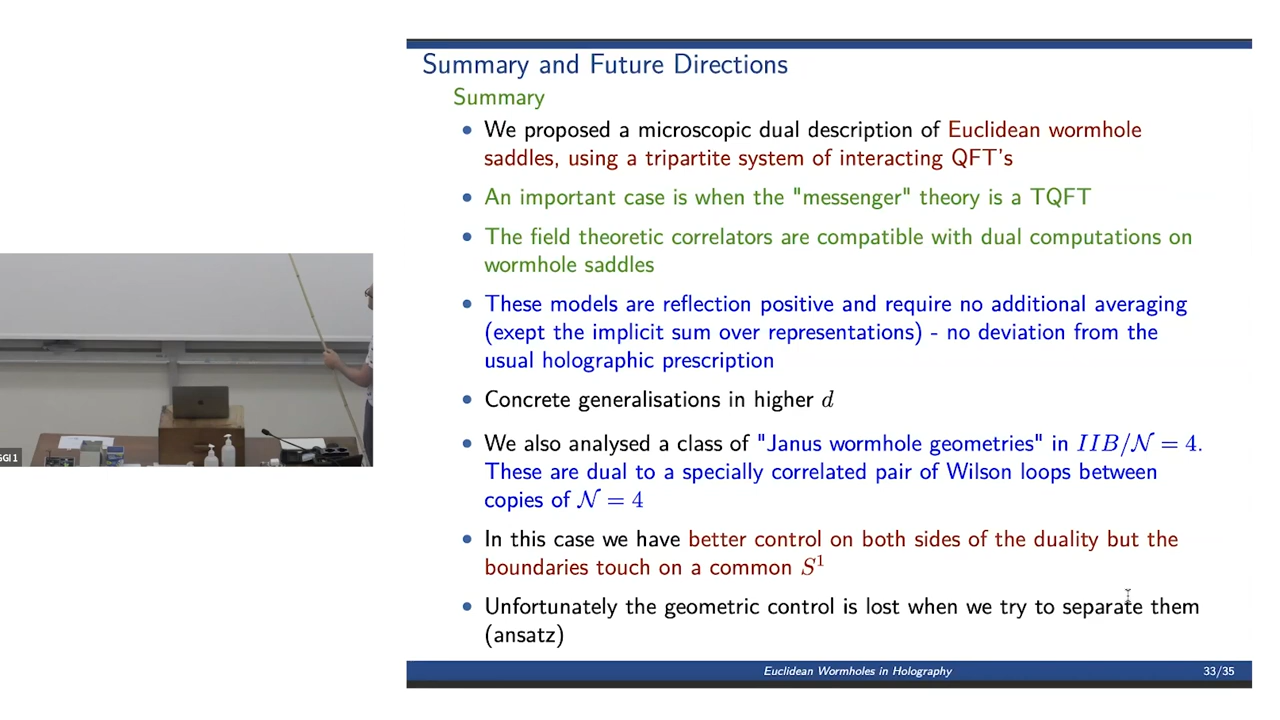 Summary and Future Directions
Summary
• We proposed a microscopic dual description of Euclidean wormhole
saddles, using a tripartite system of interacting QFT's
• An important case is when the "messenger" theory is a TQFT
• The field theoretic correlators are compatible with dual computations on
wormhole saddles
• These models are reflection positive and require no additional averaging
(exept the implicit sum over representations) - no deviation from the
usual holographic prescription
• Concrete generalisations in higher d
• We also analysed a class of "Janus wormhole geometries" in IIB/𝒩 = 4.
These are dual to a specially correlated pair of Wilson loops between
copies of 𝒩 = 4
• In this case we have better control on both sides of the duality but the
boundaries touch on a common S¹
• Unfortunately the geometric control is lost when we try to separate them
(ansatz)
Euclidean Wormholes in Holography 33/35